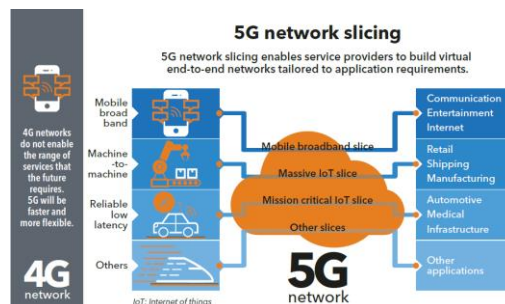 5G network slicing
5G network slicing enables service providers to build virtual
end-to-end networks tailored to application requirements.
4G networks
do not enable
the range of
services that
the future
requires.
5G will be
faster and
more flexible.
4G
network
Mobile
broad
band
Machine
-to-
machine
Reliable
low
latency
Others
Mobile broadband slice
Massive IoT slice
Mission critical IoT slice
Other slices
5G
network
Communication
Entertainment
Internet
Retail
Shipping
Manufacturing
Automotive
Medical
Infrastructure
Other
applications
IoT: Internet of things